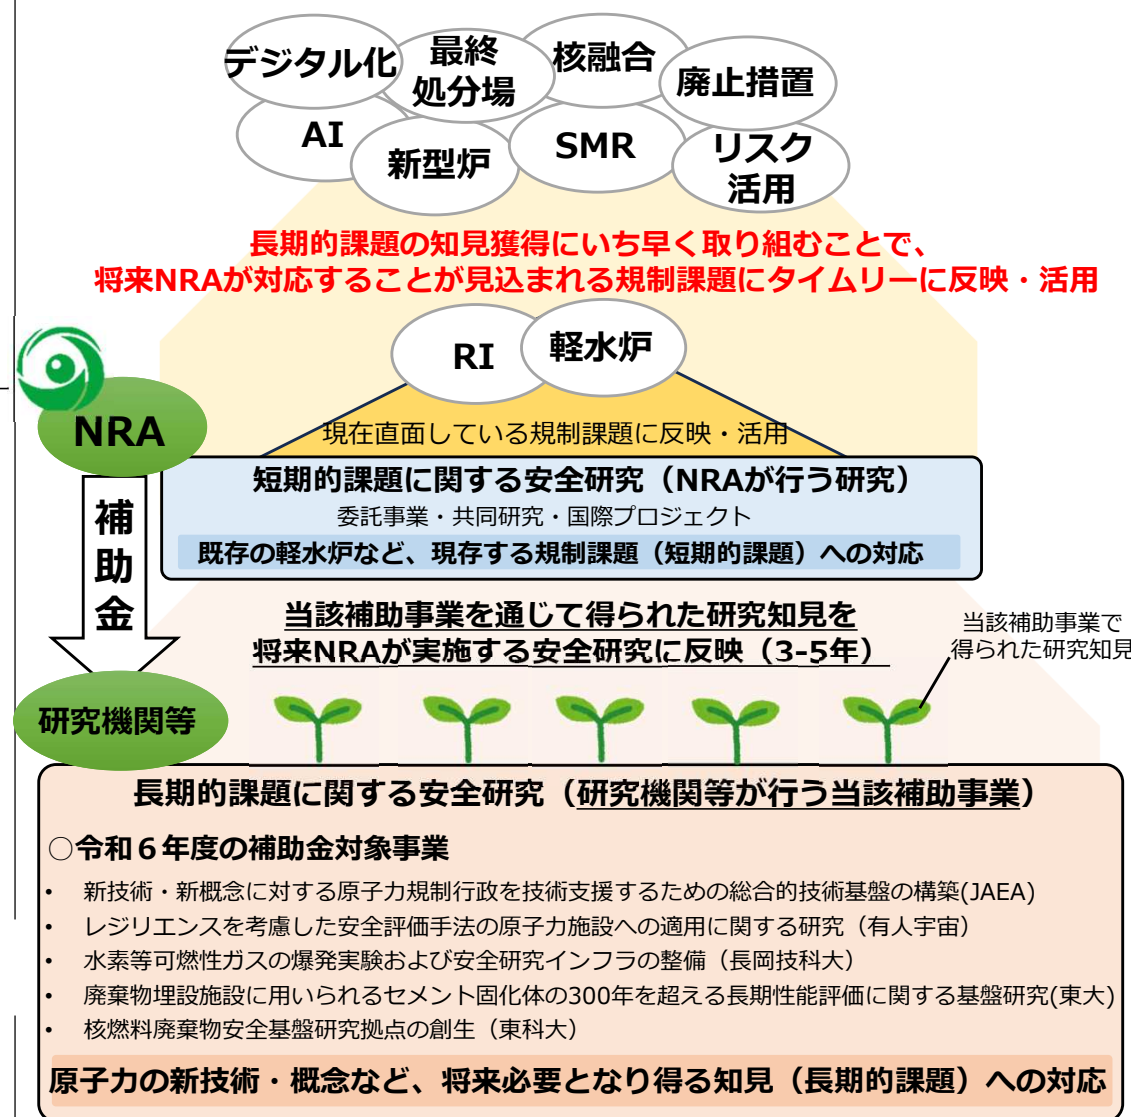 デジタル化
最終
処分場
核融合
廃止措置
AI
新型炉
SMR
リスク
活用
長期的課題の知見獲得にいち早く取り組むことで、
将来NRAが対応することが見込まれる規制課題にタイムリーに反映・活用
RI
軽水炉
NRA
現在直面している規制課題に反映・活用
短期的課題に関する安全研究（NRAが行う研究）
委託事業・共同研究・国際プロジェクト
既存の軽水炉など、現存する規制課題（短期的課題）への対応
補
助
金
当該補助事業を通じて得られた研究知見を
将来NRAが実施する安全研究に反映（3-5年）
当該補助事業で
得られた研究知見
研究機関等
長期的課題に関する安全研究（研究機関等が行う当該補助事業）
○令和６年度の補助金対象事業
• 新技術・新概念に対する原子力規制行政を技術支援するための総合的技術基盤の構築(JAEA)
• レジリエンスを考慮した安全評価手法の原子力施設への適用に関する研究（有人宇宙）
• 水素等可燃性ガスの爆発実験および安全研究インフラの整備（長岡技科大）
• 廃棄物埋設施設に用いられるセメント固化体の300年を超える長期性能評価に関する基盤研究(東大)
• 核燃料廃棄物安全基盤研究拠点の創生（東科大）
原子力の新技術・概念など、将来必要となり得る知見（長期的課題）への対応